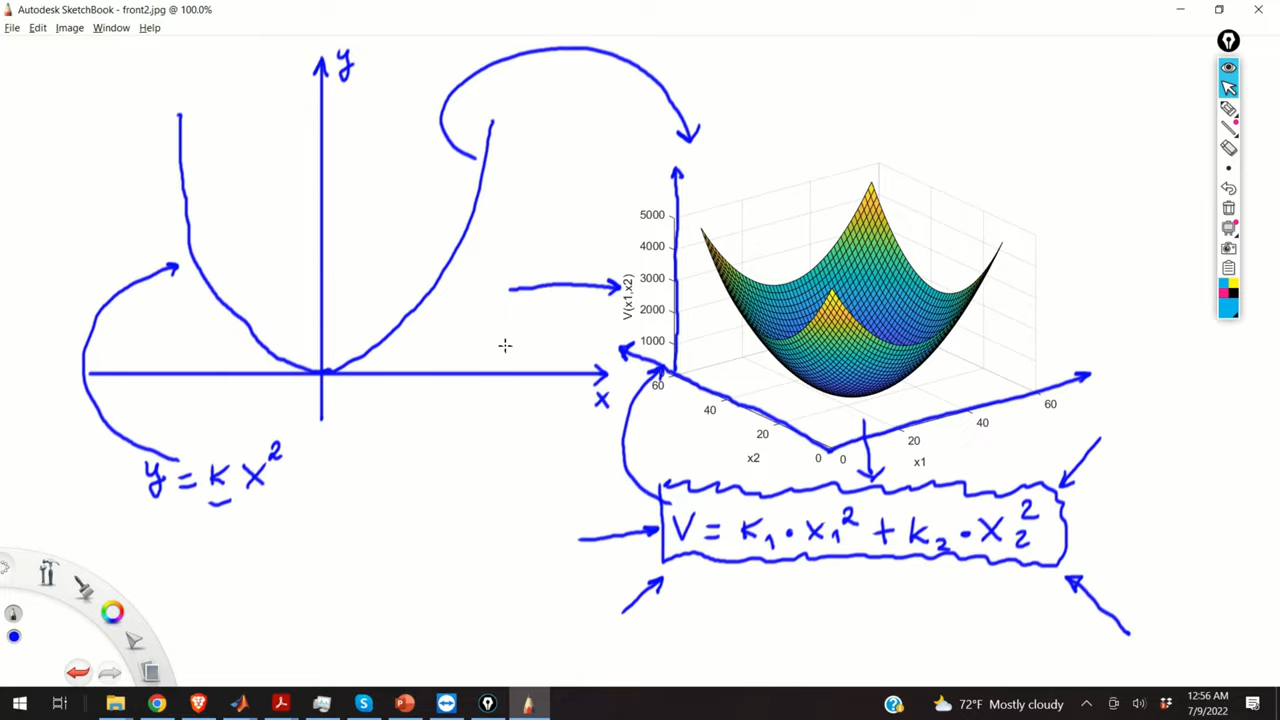 Autodesk SketchBook - front2.jpg @ 100.0%
File Edit Image Window Help
y
x
y = k x²
5000
4000
3000
2000
1000
V(x1,x2)
60
40
20
0
x2
0
20
40
60
x1
V = K₁ · x₁² + k₂ · x₂²
72°F Mostly cloudy
12:56 AM
7/9/2022